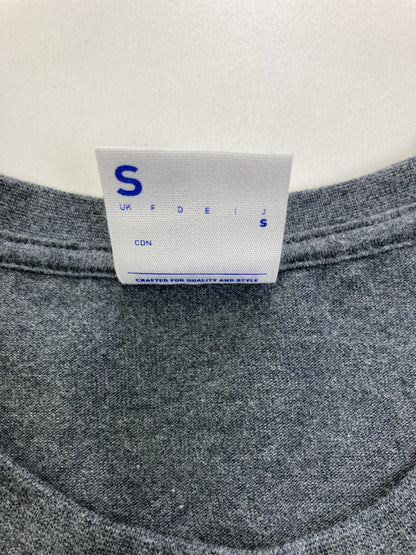 S
UK F D E I J
S
CDN
CRAFTED FOR QUALITY AND STYLE